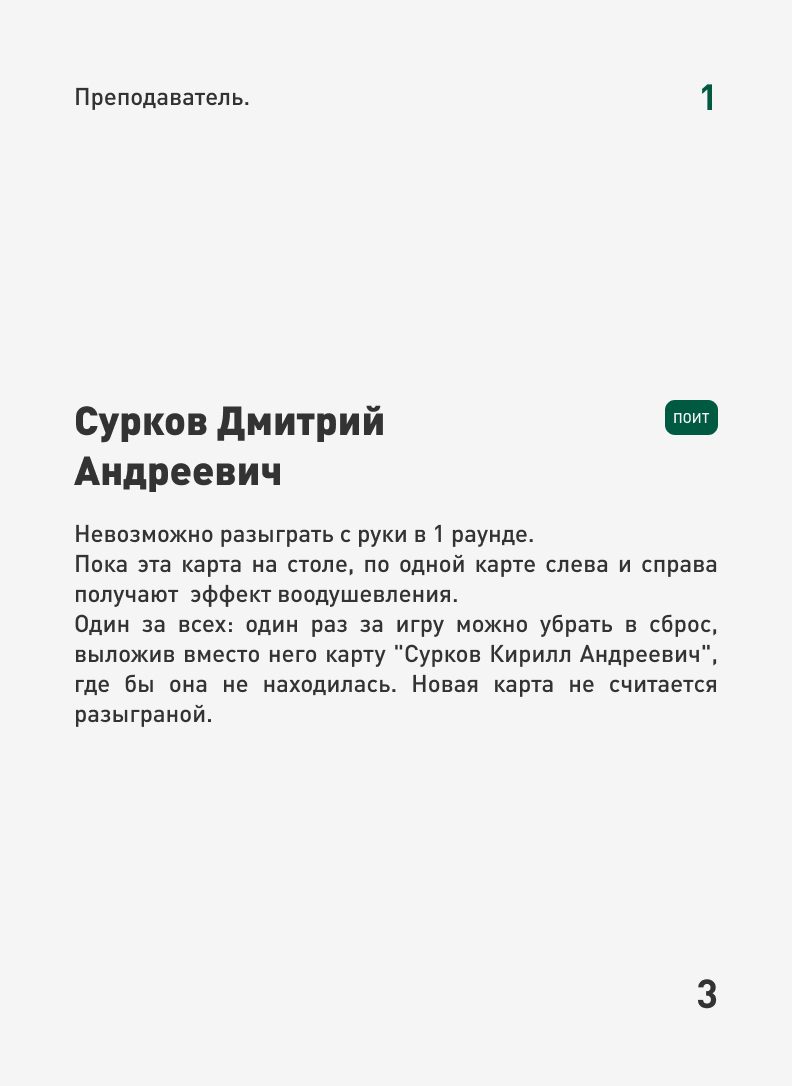 Преподаватель.
1
Сурков Дмитрий
Андреевич
ПОИТ
Невозможно разыграть с руки в 1 раунде.
Пока эта карта на столе, по одной карте слева и справа
получают эффект воодушевления.
Один за всех: один раз за игру можно убрать в сброс,
выложив вместо него карту "Сурков Кирилл Андреевич",
где бы она не находилась. Новая карта не считается
разыграной.
3